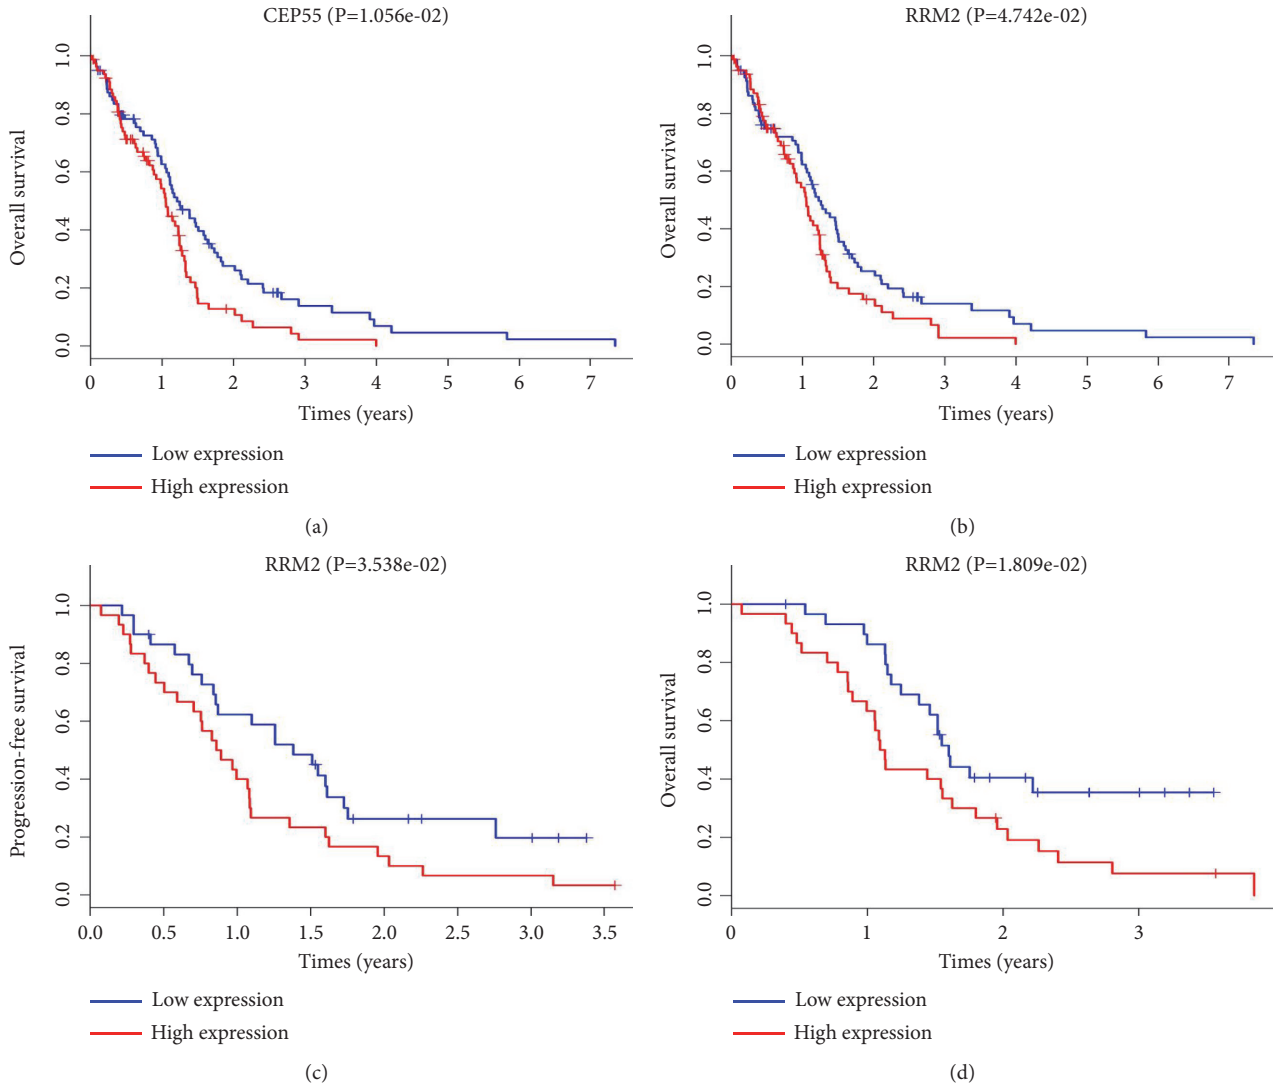 CEP55 (P=1.056e-02)
Overall survival
1.0
0.8
0.6
0.4
0.2
0.0
0 1 2 3 4 5 6 7
Times (years)
Low expression
High expression
(a)
RRM2 (P=4.742e-02)
Overall survival
1.0
0.8
0.6
0.4
0.2
0.0
0 1 2 3 4 5 6 7
Times (years)
Low expression
High expression
(b)
RRM2 (P=3.538e-02)
Progression-free survival
1.0
0.8
0.6
0.4
0.2
0.0
0.0 0.5 1.0 1.5 2.0 2.5 3.0 3.5
Times (years)
Low expression
High expression
(c)
RRM2 (P=1.809e-02)
Overall survival
1.0
0.8
0.6
0.4
0.2
0.0
0 1 2 3
Times (years)
Low expression
High expression
(d)